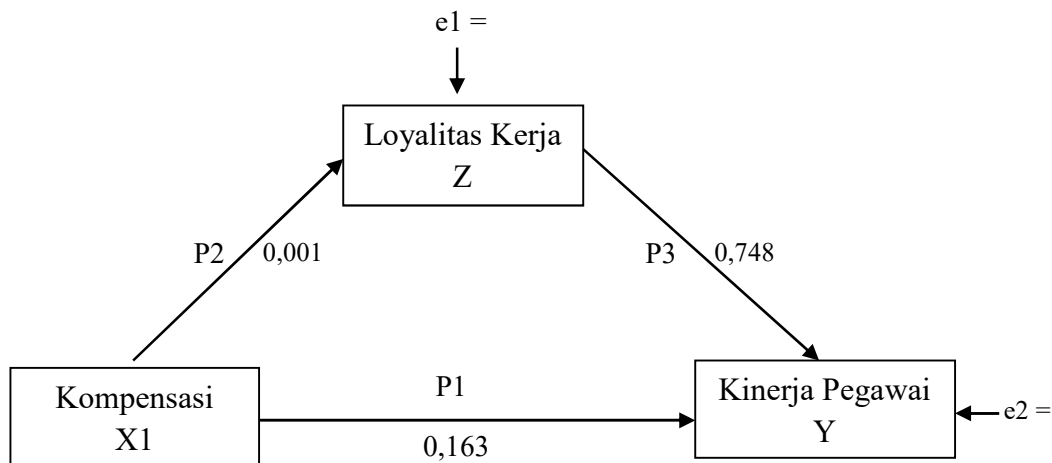 e1 =
Loyalitas Kerja
Z
P2 0,001
P3 0,748
Kompensasi
X1
P1
0,163
Kinerja Pegawai
Y
e2 =